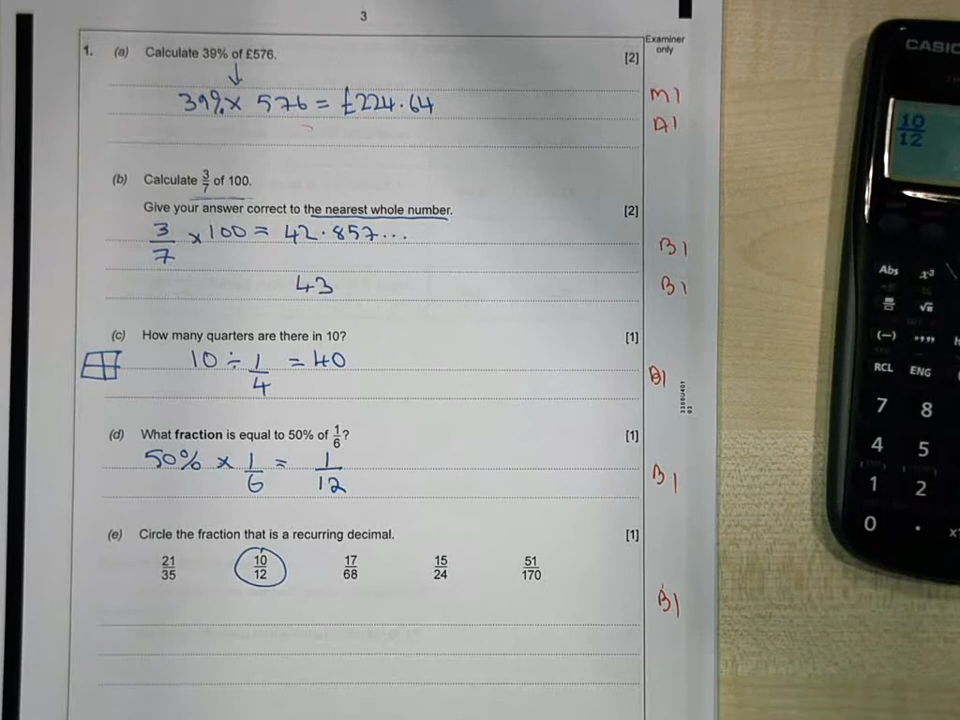 3
Examiner only
1. (a) Calculate 39% of £576. [2]
39% × 576 = £224.64
M1
A1
(b) Calculate 3/7 of 100.
Give your answer correct to the nearest whole number. [2]
3/7 × 100 = 42.857...
B1
43
B1
(c) How many quarters are there in 10? [1]
10 ÷ 1/4 = 40
B1
(d) What fraction is equal to 50% of 1/6? [1]
50% × 1/6 = 1/12
B1
(e) Circle the fraction that is a recurring decimal. [1]
21/35 10/12 17/68 15/24 51/170
B1
CASIO
10/12
Abs x³
(−)
RCL ENG
7 8
4 5
1 2
0 .